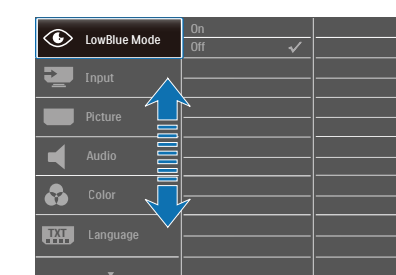 LowBlue Mode
On
Off
Input
Picture
Audio
Color
TXT
Language